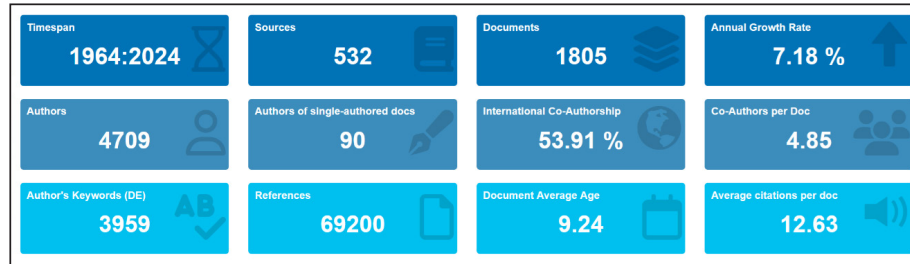 Timespan
1964:2024
Sources
532
Documents
1805
Annual Growth Rate
7.18 %
Authors
4709
Authors of single-authored docs
90
International Co-Authorship
53.91 %
Co-Authors per Doc
4.85
Author's Keywords (DE)
3959
AB
References
69200
Document Average Age
9.24
Average citations per doc
12.63